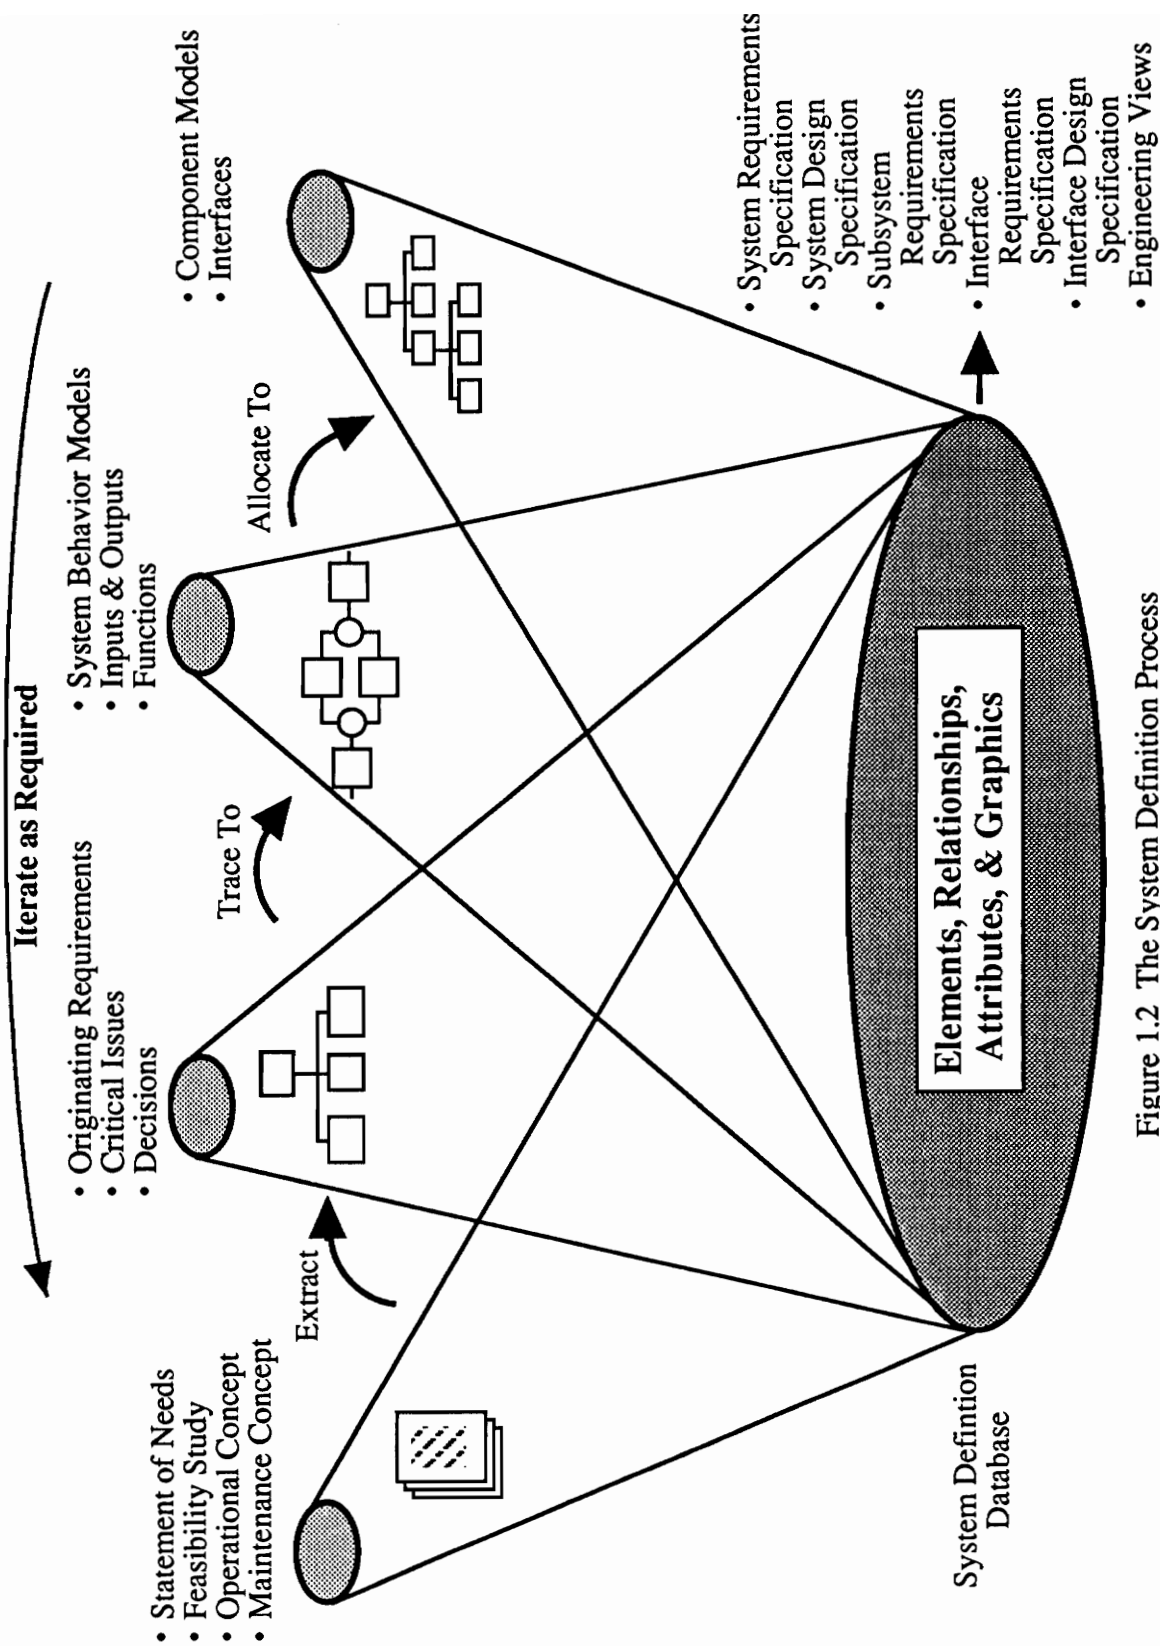 Iterate as Required
• Statement of Needs
• Feasibility Study
• Operational Concept
• Maintenance Concept
Extract
• Originating Requirements
• Critical Issues
• Decisions
Trace To
• System Behavior Models
• Inputs & Outputs
• Functions
Allocate To
• Component Models
• Interfaces
System Defintion
Database
Elements, Relationships,
Attributes, & Graphics
• System Requirements
Specification
• System Design
Specification
• Subsystem
Requirements
Specification
• Interface
Requirements
Specification
• Interface Design
Specification
• Engineering Views
Figure 1.2 The System Definition Process